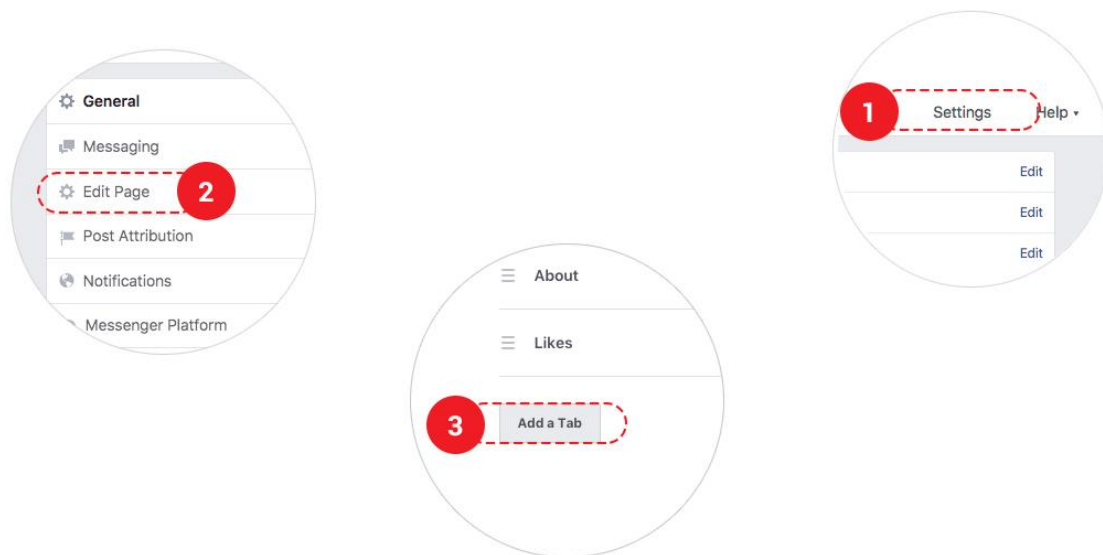 General
Messaging
Edit Page
2
Post Attribution
Notifications
Messenger Platform
1
Settings
Help
Edit
Edit
Edit
About
Likes
3
Add a Tab